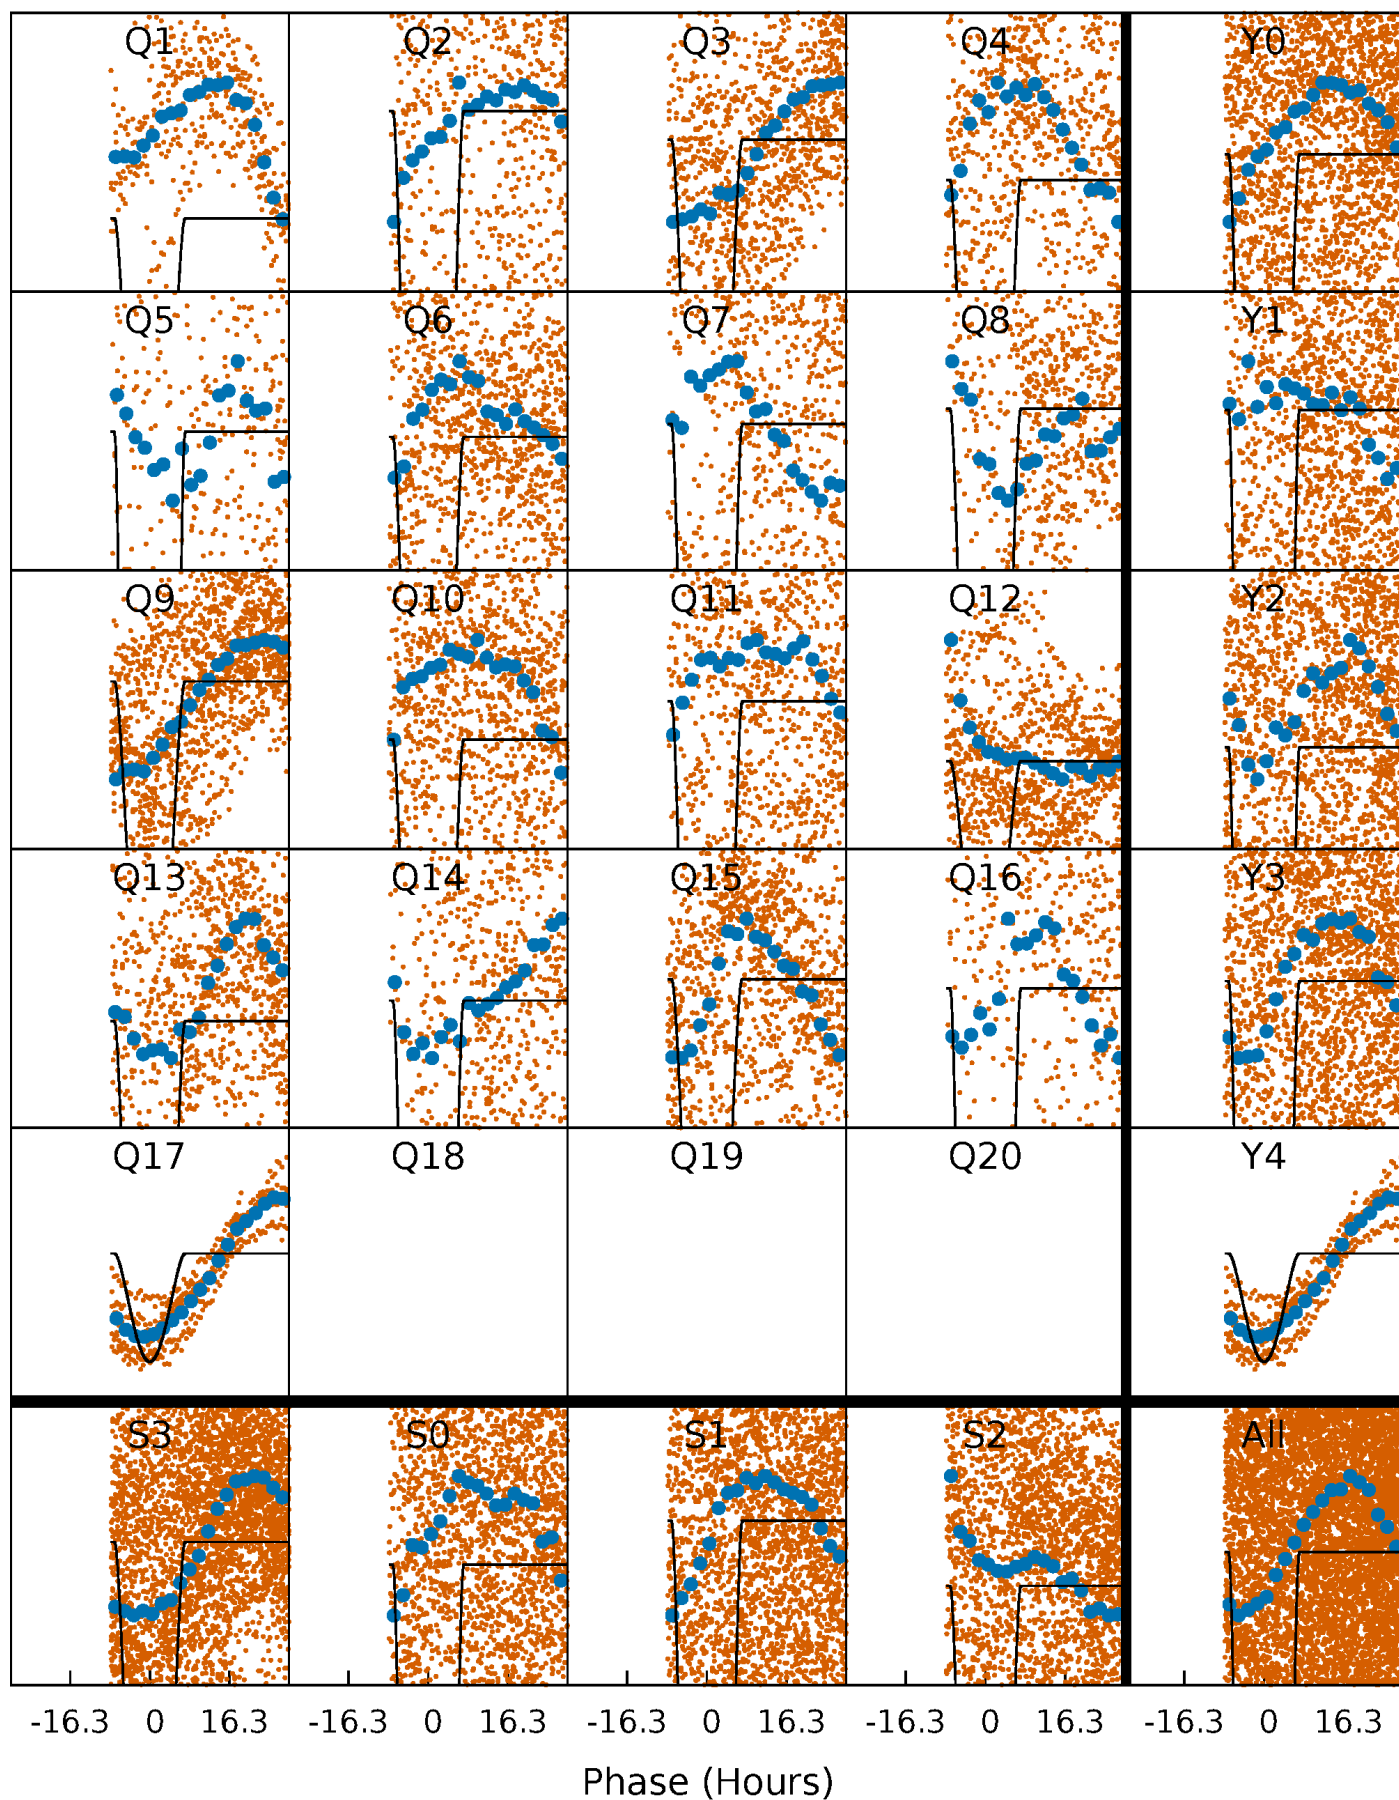 Q1 Q2 Q3 Q4 Y0
Q5 Q6 Q7 Q8 Y1
Q9 Q10 Q11 Q12 Y2
Q13 Q14 Q15 Q16 Y3
Q17 Q18 Q19 Q20 Y4
S3 S0 S1 S2 All
-16.3 0 16.3 -16.3 0 16.3 -16.3 0 16.3 -16.3 0 16.3 -16.3 0 16.3
Phase (Hours)